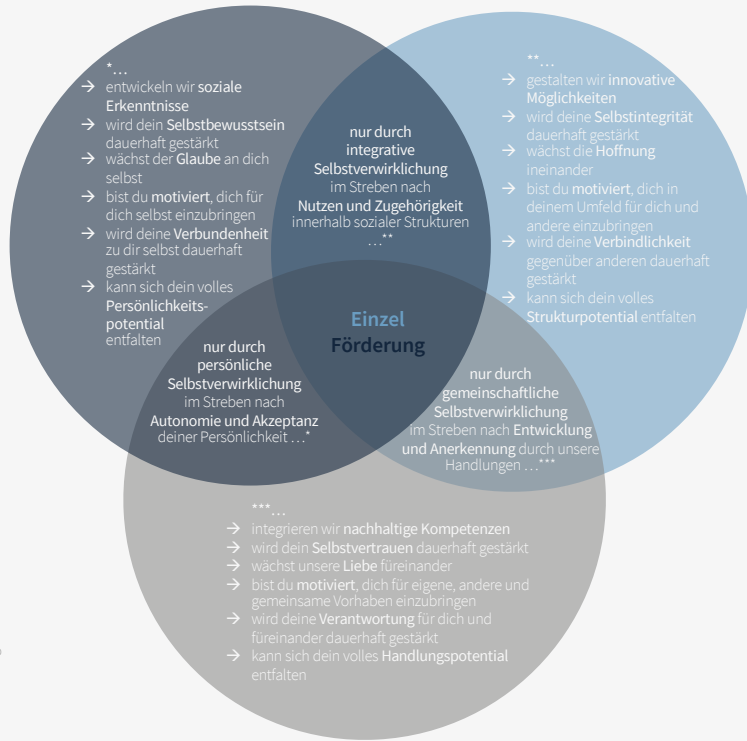 *...
→ entwickeln wir soziale
Erkenntnisse
→ wird dein Selbstbewusstsein
dauerhaft gestärkt
→ wächst der Glaube an dich
selbst
→ bist du motiviert, dich für
dich selbst einzubringen
→ wird deine Verbundenheit
zu dir selbst dauerhaft
gestärkt
→ kann sich dein volles
Persönlichkeits-
potential
entfalten
nur durch
integrative
Selbstverwirklichung
im Streben nach
Nutzen und Zugehörigkeit
innerhalb sozialer Strukturen
...**
**...
→ gestalten wir innovative
Möglichkeiten
→ wird deine Selbstintegrität
dauerhaft gestärkt
→ wächst die Hoffnung
ineinander
→ bist du motiviert, dich in
deinem Umfeld für dich und
andere einzubringen
→ wird deine Verbindlichkeit
gegenüber anderen dauerhaft
gestärkt
→ kann sich dein volles
Strukturpotential entfalten
Einzel
Förderung
nur durch
persönliche
Selbstverwirklichung
im Streben nach
Autonomie und Akzeptanz
deiner Persönlichkeit ...*
nur durch
gemeinschaftliche
Selbstverwirklichung
im Streben nach Entwicklung
und Anerkennung durch unsere
Handlungen ...***
***...
→ integrieren wir nachhaltige Kompetenzen
→ wird dein Selbstvertrauen dauerhaft gestärkt
→ wächst unsere Liebe füreinander
→ bist du motiviert, dich für eigene, andere und
gemeinsame Vorhaben einzubringen
→ wird deine Verantwortung für dich und
füreinander dauerhaft gestärkt
→ kann sich dein volles Handlungspotential
entfalten